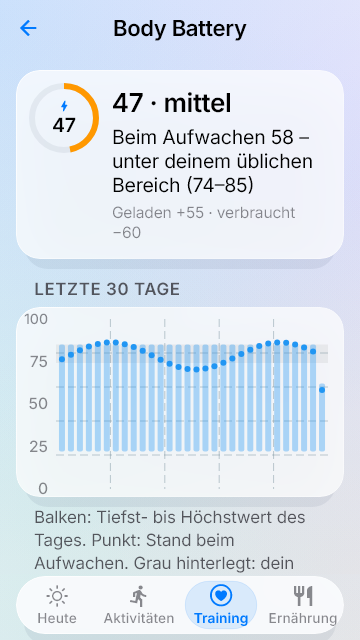 Body Battery
47
47 · mittel
Beim Aufwachen 58 –
unter deinem üblichen
Bereich (74–85)
Geladen +55 · verbraucht
−60
LETZTE 30 TAGE
100
75
50
25
0
Balken: Tiefst- bis Höchstwert des
Tages. Punkt: Stand beim
Aufwachen. Grau hinterlegt: dein
Heute
Aktivitäten
Training
Ernährung